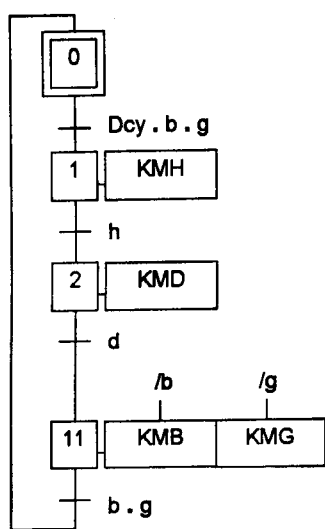 0
Dcy . b . g
1 KMH
h
2 KMD
d
/b /g
11 KMB KMG
b . g